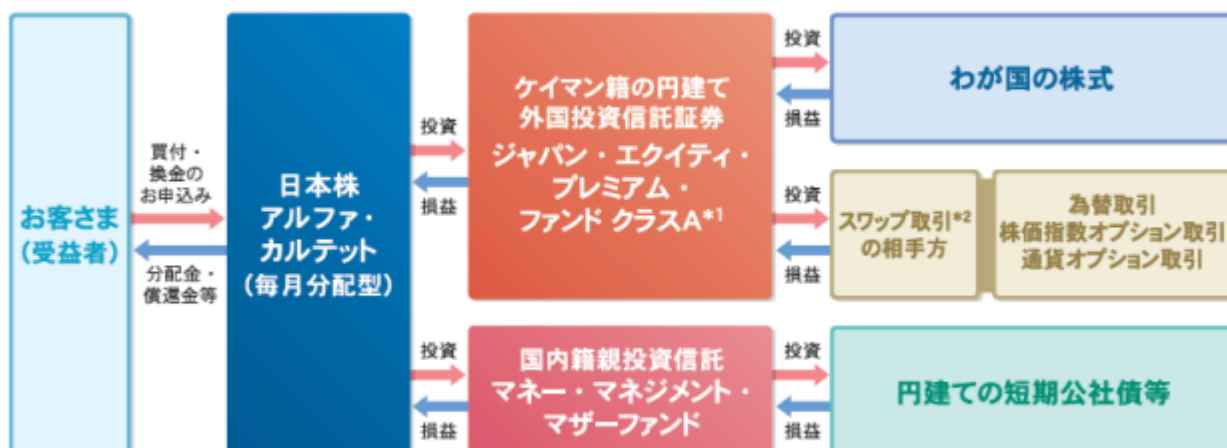 お客さま
(受益者)
買付・
換金の
お申込み
分配金・
償還金等
日本株
アルファ・
カルテット
(毎月分配型)
投資
損益
ケイマン籍の円建て
外国投資信託証券
ジャパン・エクイティ・
プレミアム・
ファンド クラスA*1
投資
損益
わが国の株式
投資
損益
スワップ取引*2
の相手方
為替取引
株価指数オプション取引
通貨オプション取引
投資
損益
国内籍親投資信託
マネー・マネジメント・
マザーファンド
投資
損益
円建ての短期公社債等